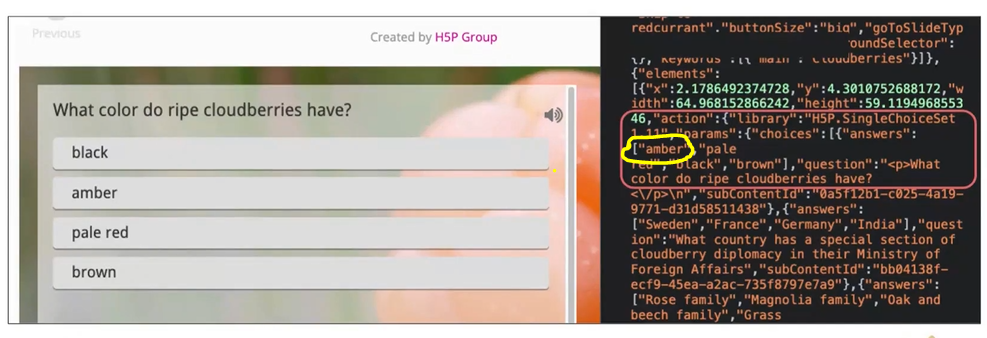 Previous
Created by H5P Group
What color do ripe cloudberries have?
black
amber
pale red
brown
redcurrant"."buttonSize":"big","goToSlideTyp
oundSelector":
{}, "keywords":[{"main":"cloudberries"}]},
{"elements":
[{"x":2.1786492374728,"y":4.3010752688172,"w
idth":64.968152866242,"height":59.1194968553
46,"action":{"library":"H5P.SingleChoiceSet
1.11","params":{"choices":[{"answers":
["amber","pale
red","black","brown"],"question":"<p>What
color do ripe cloudberries have?
<\/p>\n","subContentId":"0a5f12b1-c025-4a19-
9771-d31d58511438"},{"answers":
["Sweden","France","Germany","India"],"quest
ion":"What country has a special section of
cloudberry diplomacy in their Ministry of
Foreign Affairs","subContentId":"bb04138f-
ecf9-45ea-a2ac-735f8797e7a9"},{"answers":
["Rose family","Magnolia family","Oak and
beech family","Grass